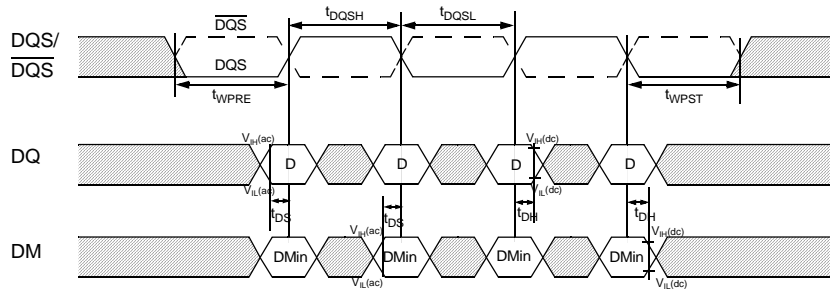 DQS/
DQS
DQS
DQS
tDQSH
tDQSL
tWPRE
tWPST
DQ
VIH(ac)
VIL(ac)
D
D
D
D
VIH(dc)
VIL(dc)
tDS
tDS
tDH
tDH
DM
VIH(ac)
VIL(ac)
DMin
DMin
DMin
DMin
VIH(dc)
VIL(dc)